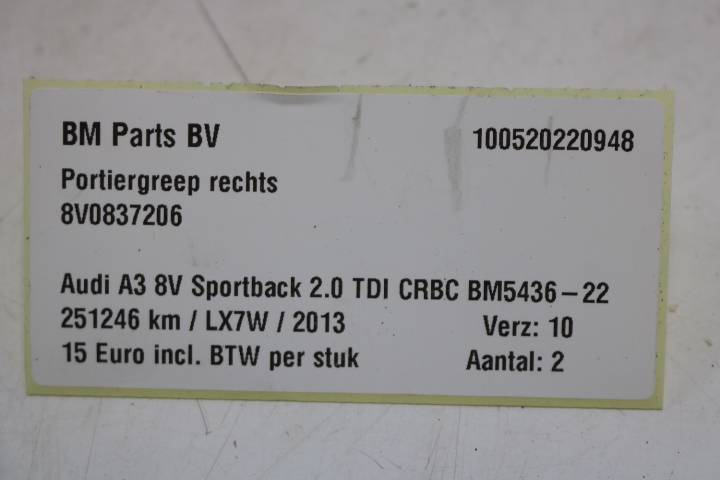 BM Parts BV 100520220948
Portiergreep rechts
8V0837206
Audi A3 8V Sportback 2.0 TDI CRBC BM5436-22
251246 km / LX7W / 2013 Verz: 10
15 Euro incl. BTW per stuk Aantal: 2